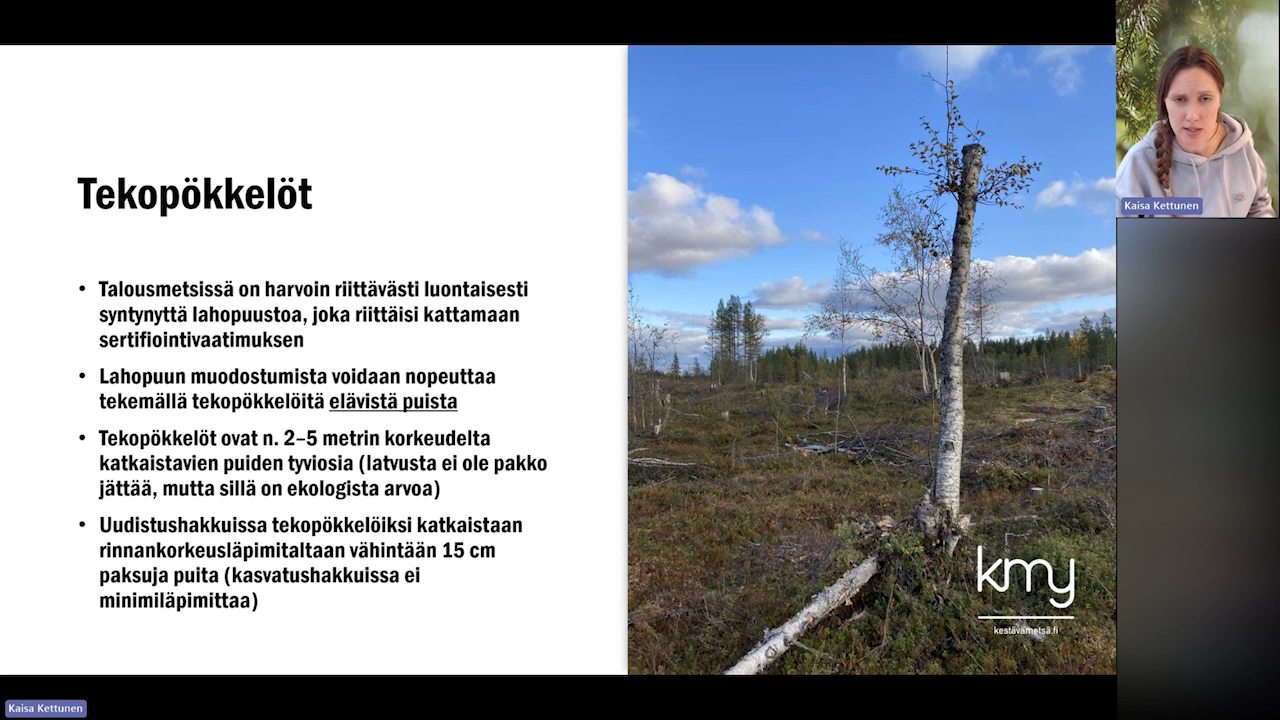 Tekopökkelöt
• Talousmetsissä on harvoin riittävästi luontaisesti
syntynyttä lahopuustoa, joka riittäisi kattamaan
sertifiointivaatimuksen
• Lahopuun muodostumista voidaan nopeuttaa
tekemällä tekopökkelöitä elävistä puista
• Tekopökkelöt ovat n. 2–5 metrin korkeudelta
katkaistavien puiden tyviosia (latvusta ei ole pakko
jättää, mutta sillä on ekologista arvoa)
• Uudistushakkuissa tekopökkelöiksi katkaistaan
rinnankorkeusläpimitaltaan vähintään 15 cm
paksuja puita (kasvatushakkuissa ei
minimiläpimittaa)
kmy
kestävämetsä.fi
Kaisa Kettunen
Kaisa Kettunen